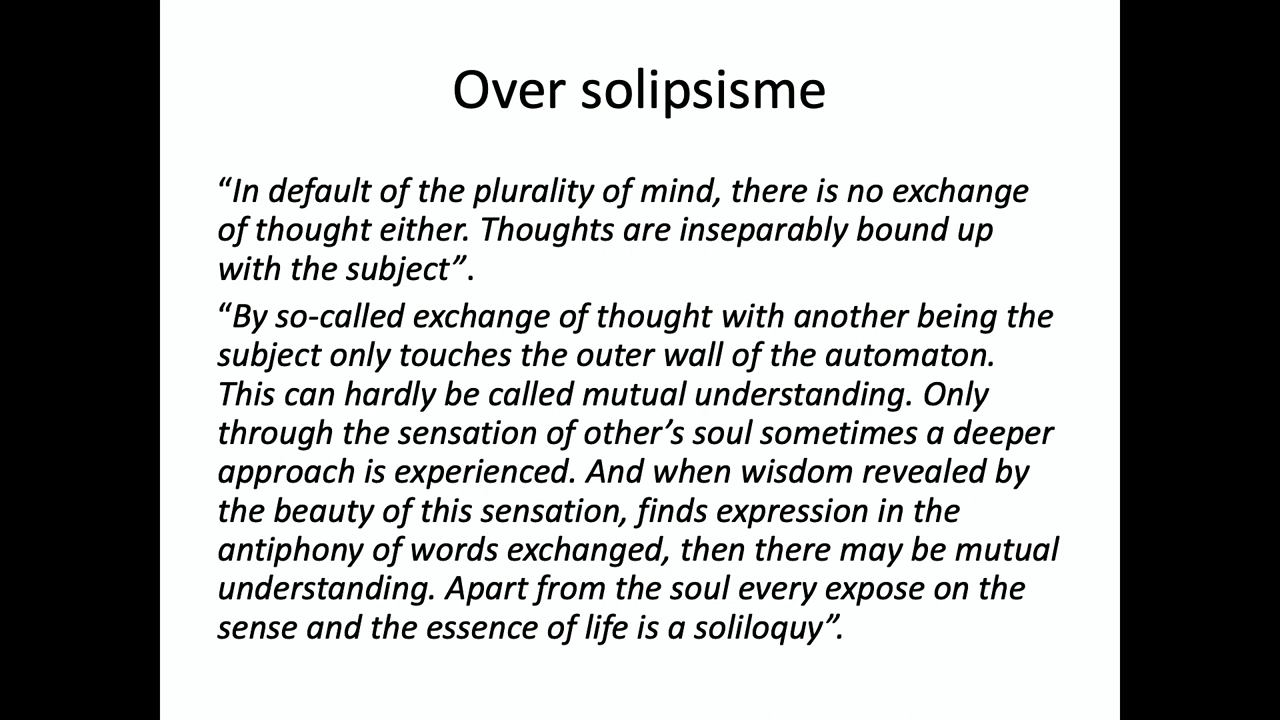 Over solipsisme
“In default of the plurality of mind, there is no exchange
of thought either. Thoughts are inseparably bound up
with the subject”.
“By so-called exchange of thought with another being the
subject only touches the outer wall of the automaton.
This can hardly be called mutual understanding. Only
through the sensation of other’s soul sometimes a deeper
approach is experienced. And when wisdom revealed by
the beauty of this sensation, finds expression in the
antiphony of words exchanged, then there may be mutual
understanding. Apart from the soul every expose on the
sense and the essence of life is a soliloquy”.